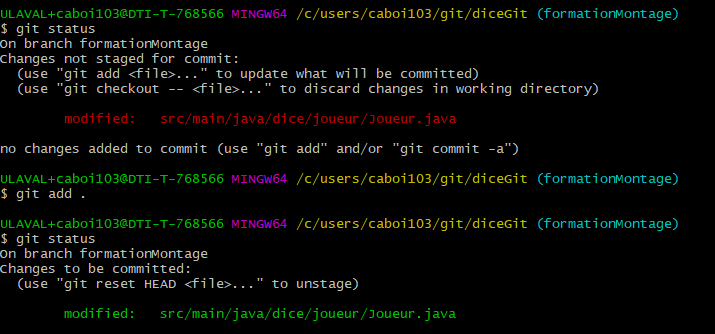 ULAVAL+caboi103@DTI-T-768566 MINGW64 /c/users/caboi103/git/diceGit (formationMontage)
$ git status
On branch formationMontage
Changes not staged for commit:
  (use "git add <file>..." to update what will be committed)
  (use "git checkout -- <file>..." to discard changes in working directory)

        modified:   src/main/java/dice/joueur/Joueur.java

no changes added to commit (use "git add" and/or "git commit -a")

ULAVAL+caboi103@DTI-T-768566 MINGW64 /c/users/caboi103/git/diceGit (formationMontage)
$ git add .

ULAVAL+caboi103@DTI-T-768566 MINGW64 /c/users/caboi103/git/diceGit (formationMontage)
$ git status
On branch formationMontage
Changes to be committed:
  (use "git reset HEAD <file>..." to unstage)

        modified:   src/main/java/dice/joueur/Joueur.java